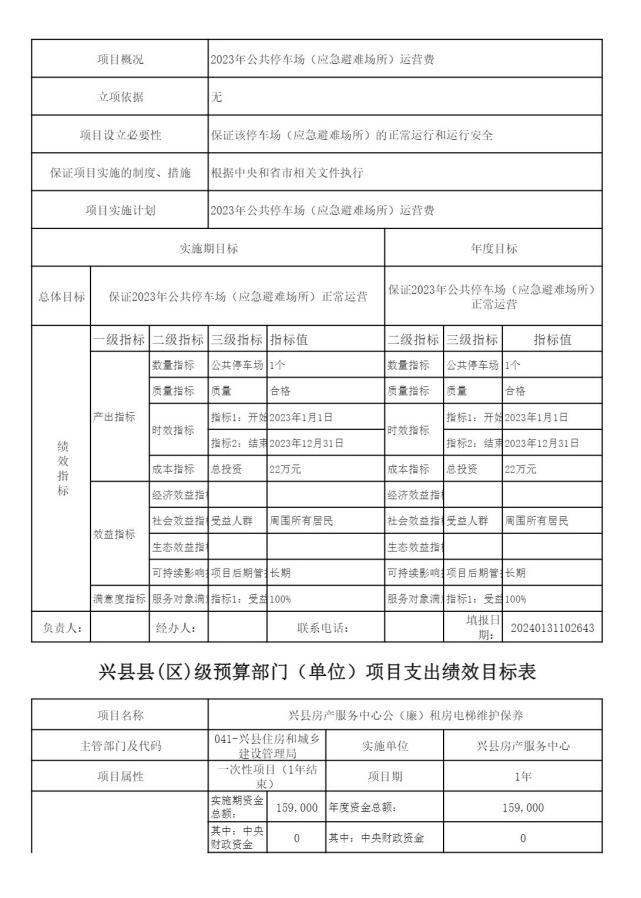 项目概况 2023年公共停车场（应急避难场所）运营费
立项依据 无
项目设立必要性 保证该停车场（应急避难场所）的正常运行和运行安全
保证项目实施的制度、措施 根据中央和省市相关文件执行
项目实施计划 2023年公共停车场（应急避难场所）运营费
实施期目标 年度目标
总体目标 保证2023年公共停车场（应急避难场所）正常运营 保证2023年公共停车场（应急避难场所）
正常运营
绩效指标
一级指标 二级指标 三级指标 指标值 二级指标 三级指标 指标值
产出指标 数量指标 公共停车场 1个 数量指标 公共停车场 1个
质量指标 质量 合格 质量指标 质量 合格
时效指标 指标1：开始 2023年1月1日 时效指标 指标1：开始 2023年1月1日
指标2：结束 2023年12月31日 指标2：结束 2023年12月31日
成本指标 总投资 22万元 成本指标 总投资 22万元
效益指标 经济效益指 经济效益指
社会效益指 受益人群 周围所有居民 社会效益指 受益人群 周围所有居民
生态效益指 生态效益指
可持续影响 项目后期管 长期 可持续影响 项目后期管 长期
满意度指标 服务对象满 指标1：受益 100% 服务对象满 指标1：受益 100%
负责人： 经办人： 联系电话： 填报日
期： 20240131102643
兴县县(区)级预算部门（单位）项目支出绩效目标表
项目名称 兴县房产服务中心公（廉）租房电梯维护保养
主管部门及代码 041-兴县住房和城乡
建设管理局 实施单位 兴县房产服务中心
项目属性 一次性项目（1年结
束） 项目期 1年
实施期资金
总额： 159,000 年度资金总额： 159,000
其中：中央
财政资金 0 其中：中央财政资金 0